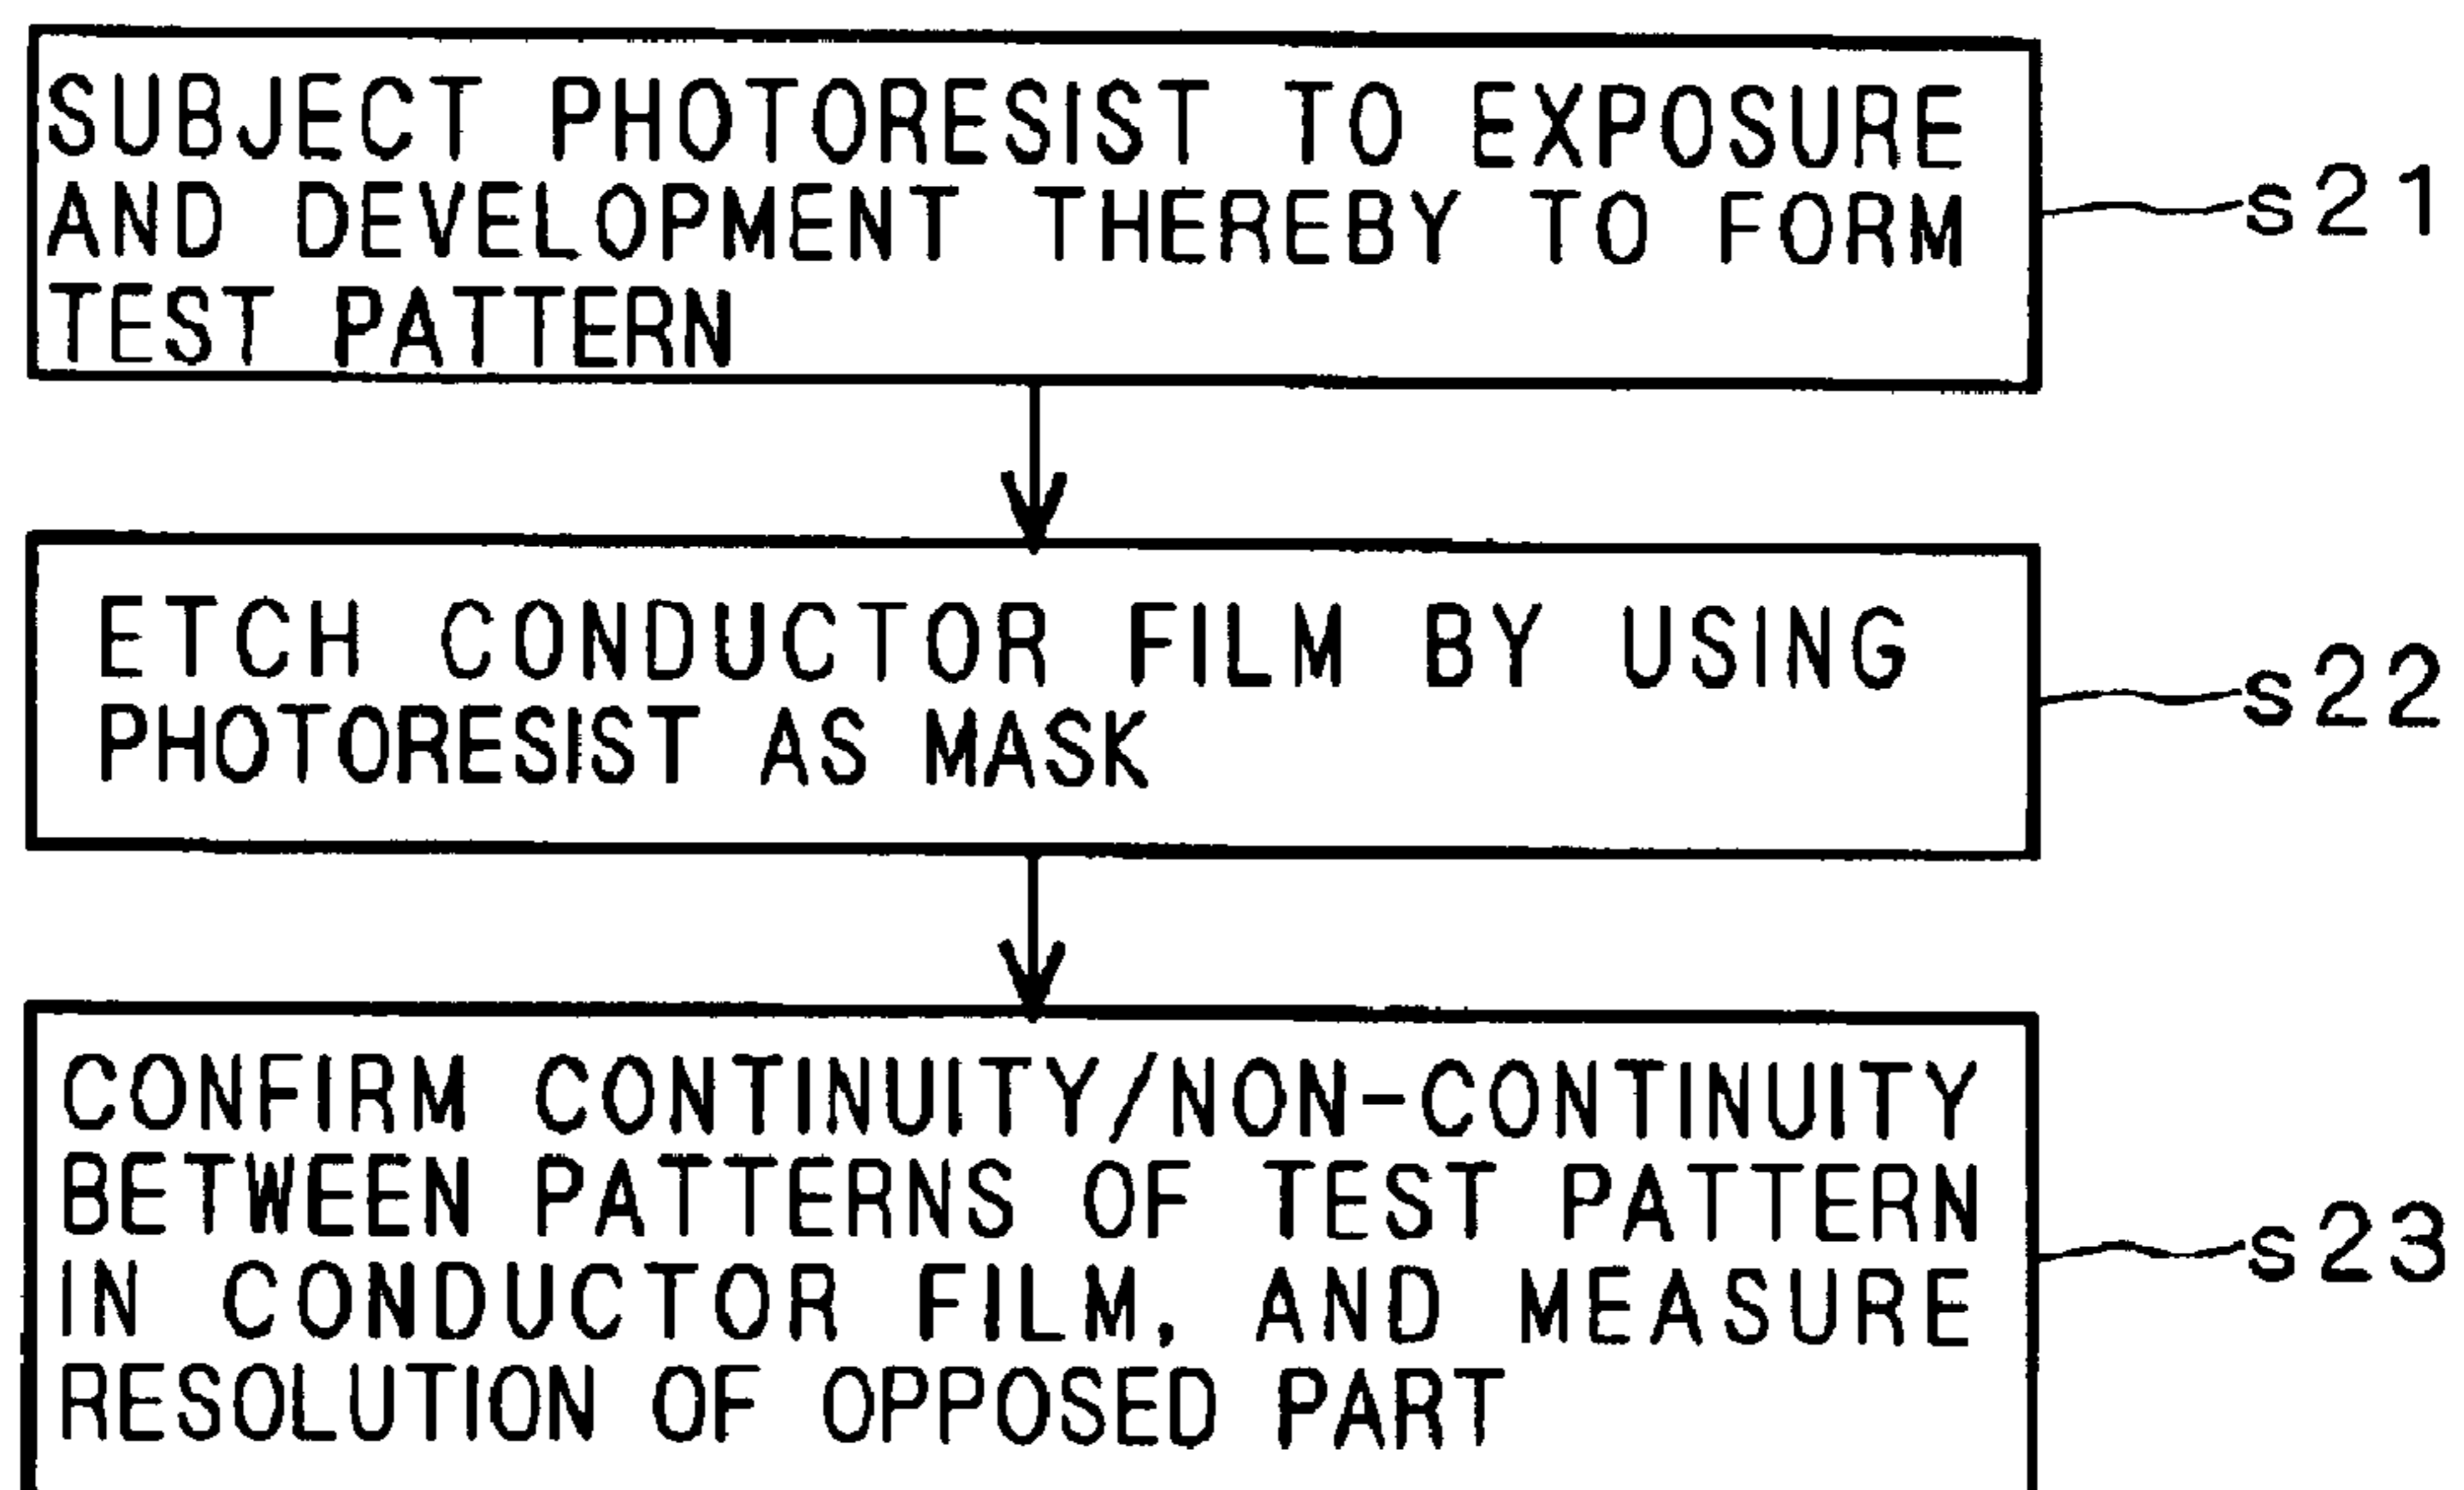 SUBJECT PHOTORESIST TO EXPOSURE
AND DEVELOPMENT THEREBY TO FORM
TEST PATTERN
s21
ETCH CONDUCTOR FILM BY USING
PHOTORESIST AS MASK
s22
CONFIRM CONTINUITY/NON-CONTINUITY
BETWEEN PATTERNS OF TEST PATTERN
IN CONDUCTOR FILM, AND MEASURE
RESOLUTION OF OPPOSED PART
s23